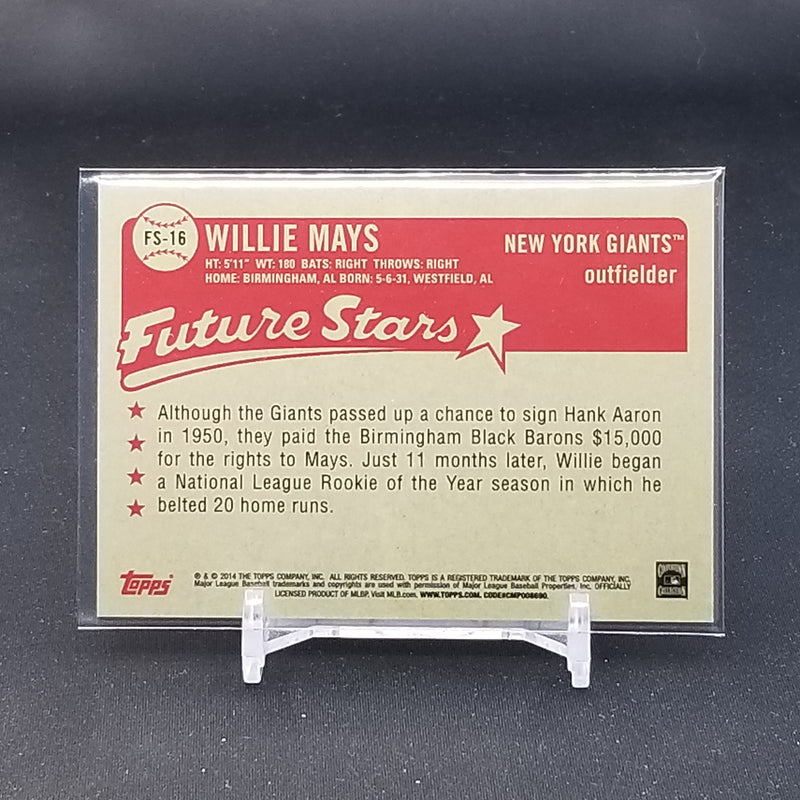 FS-16
WILLIE MAYS
NEW YORK GIANTS™
HT: 5'11" WT: 180 BATS: RIGHT THROWS: RIGHT
outfielder
HOME: BIRMINGHAM, AL BORN: 5-6-31, WESTFIELD, AL
Future Stars
Although the Giants passed up a chance to sign Hank Aaron
in 1950, they paid the Birmingham Black Barons $15,000
for the rights to Mays. Just 11 months later, Willie began
a National League Rookie of the Year season in which he
belted 20 home runs.
Topps®
® & © 2014 THE TOPPS COMPANY, INC. ALL RIGHTS RESERVED. TOPPS IS A REGISTERED TRADEMARK OF THE TOPPS COMPANY, INC.
Major League Baseball trademarks and copyrights are used with permission of Major League Baseball Properties, Inc. OFFICIALLY
LICENSED PRODUCT OF MLBP. Visit MLB.com. WWW.TOPPS.COM. CODE#CMP008690.
COOPERSTOWN
COLLECTION